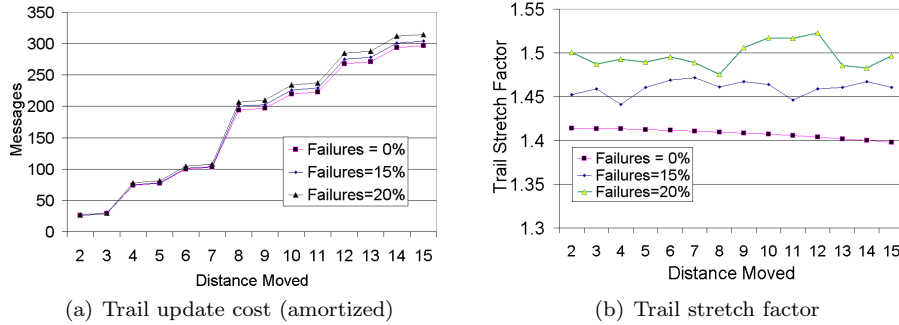 350
300
250
200
150
100
50
0
Messages
Failures = 0%
Failures=15%
Failures=20%
2 3 4 5 6 7 8 9 10 11 12 13 14 15
Distance Moved
(a) Trail update cost (amortized)
1.55
1.5
1.45
1.4
1.35
1.3
Trail Stretch Factor
Failures = 0%
Failures=15%
Failures=20%
2 3 4 5 6 7 8 9 10 11 12 13 14 15
Distance Moved
(b) Trail stretch factor